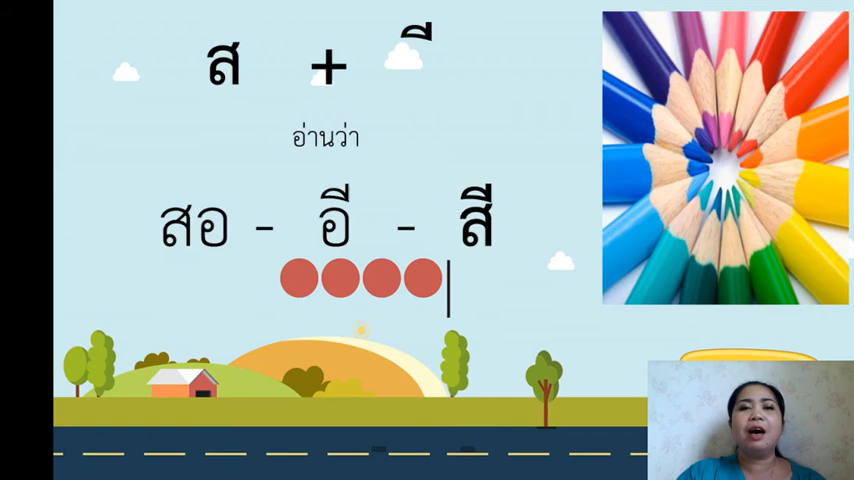 ส + ี
อ่านว่า
สอ - อี - สี